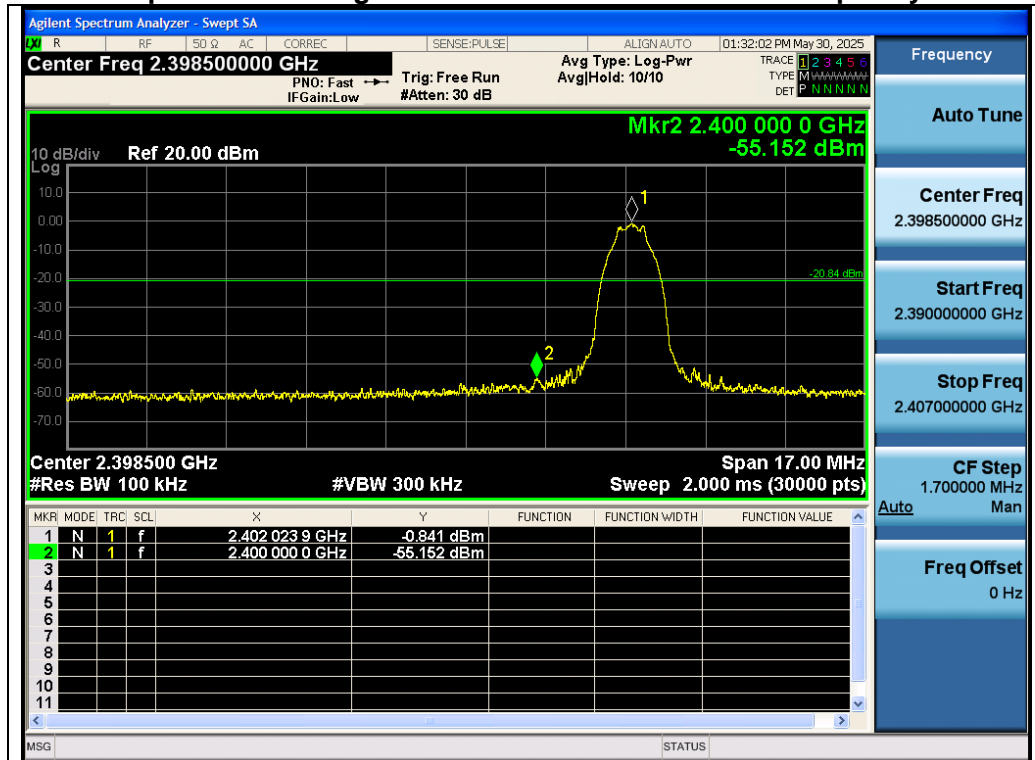 Agilent Spectrum Analyzer - Swept SA
LXI R RF 50 Ω AC CORREC SENSE:PULSE ALIGN AUTO 01:32:02 PM May 30, 2025
Center Freq 2.398500000 GHz
PNO: Fast
IFGain:Low
Trig: Free Run
#Atten: 30 dB
Avg Type: Log-Pwr
Avg|Hold: 10/10
TRACE 1 2 3 4 5 6
TYPE M W W W W W
DET P N N N N N
Mkr2 2.400 000 0 GHz
-55.152 dBm
10 dB/div Ref 20.00 dBm
Log
10.0
0.00
-10.0
-20.0
-30.0
-40.0
-50.0
-60.0
-70.0
1
-20.84 dBm
2
Center 2.398500 GHz Span 17.00 MHz
#Res BW 100 kHz #VBW 300 kHz Sweep 2.000 ms (30000 pts)
MKR MODE TRC SCL X Y FUNCTION FUNCTION WIDTH FUNCTION VALUE
1 N 1 f 2.402 023 9 GHz -0.841 dBm
2 N 1 f 2.400 000 0 GHz -55.152 dBm
3
4
5
6
7
8
9
10
11
MSG STATUS
Frequency
Auto Tune
Center Freq
2.398500000 GHz
Start Freq
2.390000000 GHz
Stop Freq
2.407000000 GHz
CF Step
1.700000 MHz
Auto Man
Freq Offset
0 Hz